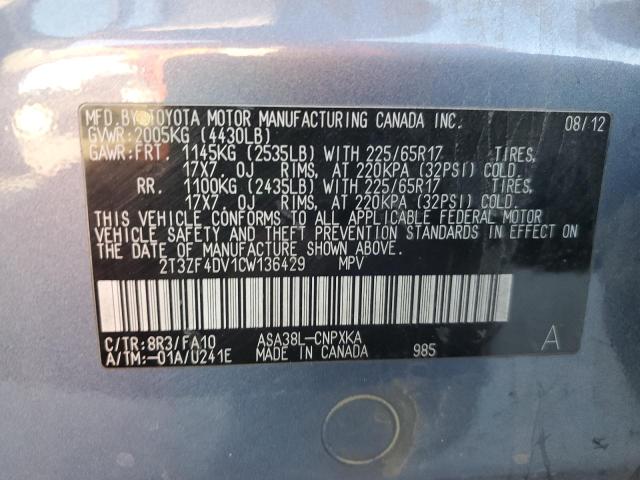 MFD. BY TOYOTA MOTOR MANUFACTURING CANADA INC. 08/12
GVWR: 2005KG (4430LB)
GAWR: FRT. 1145KG (2535LB) WITH 225/65R17 TIRES,
17X7. OJ RIMS, AT 220KPA (32PSI) COLD.
RR. 1100KG (2435LB) WITH 225/65R17 TIRES,
17X7. OJ RIMS, AT 220KPA (32PSI) COLD.
THIS VEHICLE CONFORMS TO ALL APPLICABLE FEDERAL MOTOR
VEHICLE SAFETY AND THEFT PREVENTION STANDARDS IN EFFECT ON
THE DATE OF MANUFACTURE SHOWN ABOVE.
2T3ZF4DV1CW136429 MPV
C/TR: 8R3/FA10 ASA38L-CNPXKA
A/TM: -01A/U241E MADE IN CANADA 985 A